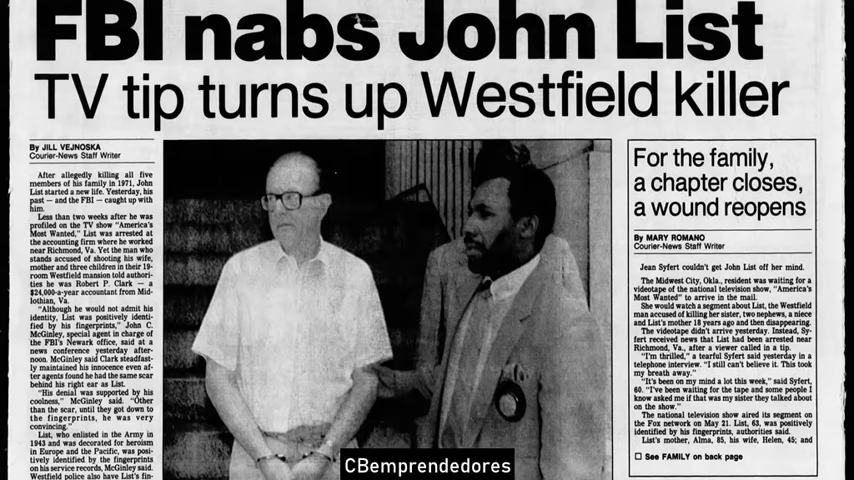 FBI nabs John List
TV tip turns up Westfield killer
By JILL VEJNOSKA
Courier-News Staff Writer
After allegedly killing all five
members of his family in 1971, John
List started a new life. Yesterday, his
past — and the FBI — caught up with
him.
Less than two weeks after he was
profiled on the TV show "America's
Most Wanted," List was arrested at
the accounting firm where he worked
near Richmond, Va. Yet the man who
stands accused of shooting his wife,
mother and three children in their 19-
room Westfield mansion told authori-
ties he was Robert P. Clark — a
$24,000-a-year accountant from Mid-
lothian, Va.
"Although he would not admit his
identity, List was positively identi-
fied by his fingerprints," John C.
McGinley, special agent in charge of
the FBI's Newark office, said at a
news conference yesterday after-
noon. McGinley said Clark steadfast-
ly maintained his innocence even af-
ter agents found he had the same scar
behind his right ear as List.
"His denial was supported by his
coolness," McGinley said. "Other
than the scar, until they got down to
the fingerprints, he was very
convincing."
List, who enlisted in the Army in
1943 and was decorated for heroism
in Europe and the Pacific, was posi-
tively identified by the fingerprints
on his service records, McGinley said.
Westfield police also have List's fin-
For the family,
a chapter closes,
a wound reopens
By MARY ROMANO
Courier-News Staff Writer
Jean Syfert couldn't get John List off her mind.
The Midwest City, Okla., resident was waiting for a
videotape of the national television show, "America's
Most Wanted" to arrive in the mail.
She would watch a segment about List, the Westfield
man accused of killing her sister, two nephews, a niece
and List's mother 18 years ago and then disappearing.
The videotape didn't arrive yesterday. Instead, Sy-
fert received news that List had been arrested near
Richmond, Va., after a viewer called in a tip.
"I'm thrilled," a tearful Syfert said yesterday in a
telephone interview. "I still can't believe it. This took
my breath away."
"It's been on my mind a lot this week," said Syfert,
60. "I've been waiting for the tape and some people I
know asked me if that was my sister they talked about
on the show."
The national television show aired its segment on
the Fox network on May 21. List, 63, was positively
identified by his fingerprints, authorities said.
List's mother, Alma, 85, his wife, Helen, 45; and
☐ See FAMILY on back page
CBemprendedores